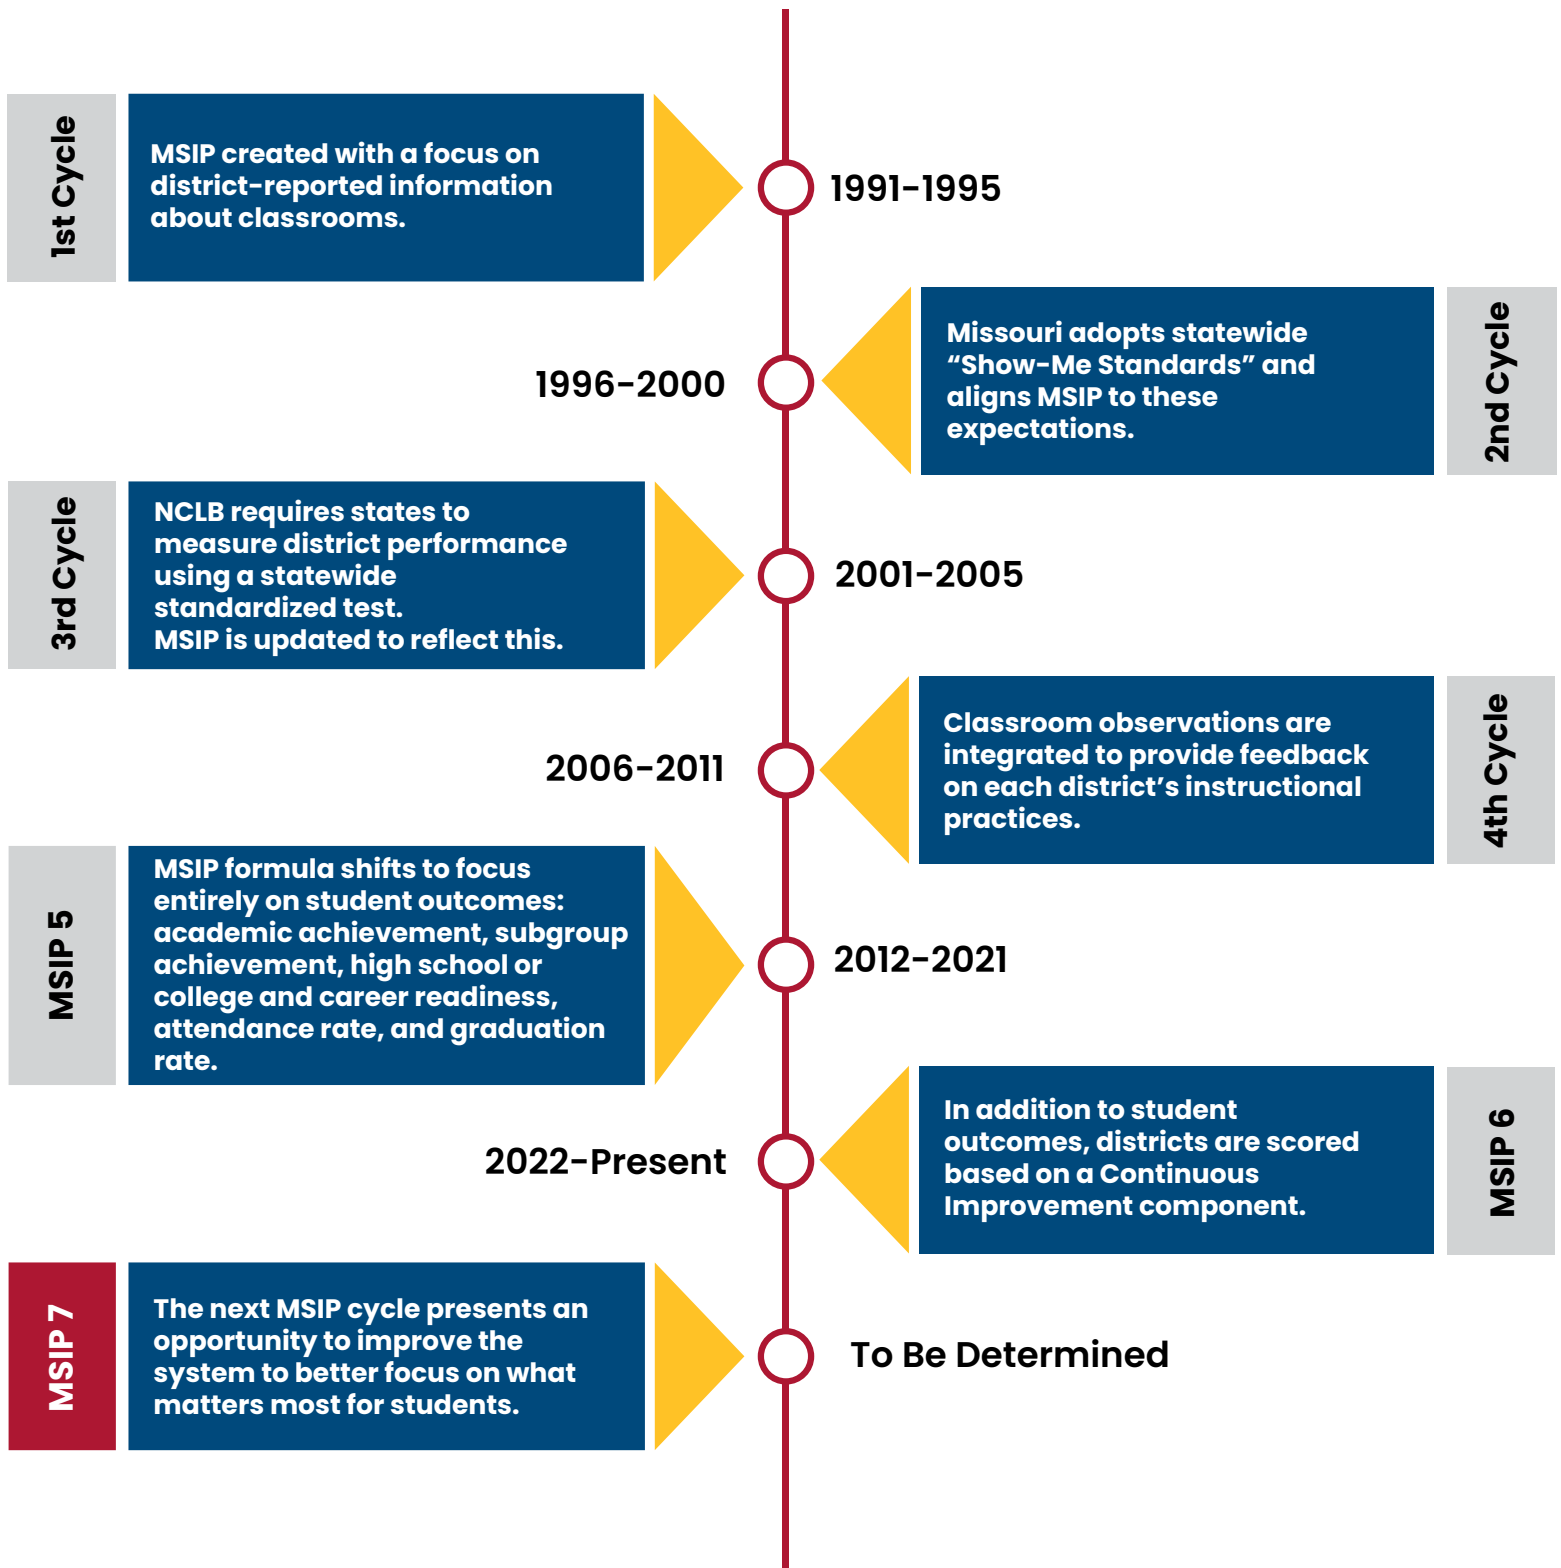 1st Cycle
MSIP created with a focus on
district-reported information
about classrooms.
1991-1995
1996-2000
Missouri adopts statewide
“Show-Me Standards” and
aligns MSIP to these
expectations.
2nd Cycle
3rd Cycle
NCLB requires states to
measure district performance
using a statewide
standardized test.
MSIP is updated to reflect this.
2001-2005
2006-2011
Classroom observations are
integrated to provide feedback
on each district’s instructional
practices.
4th Cycle
MSIP 5
MSIP formula shifts to focus
entirely on student outcomes:
academic achievement, subgroup
achievement, high school or
college and career readiness,
attendance rate, and graduation
rate.
2012-2021
2022-Present
In addition to student
outcomes, districts are scored
based on a Continuous
Improvement component.
MSIP 6
MSIP 7
The next MSIP cycle presents an
opportunity to improve the
system to better focus on what
matters most for students.
To Be Determined